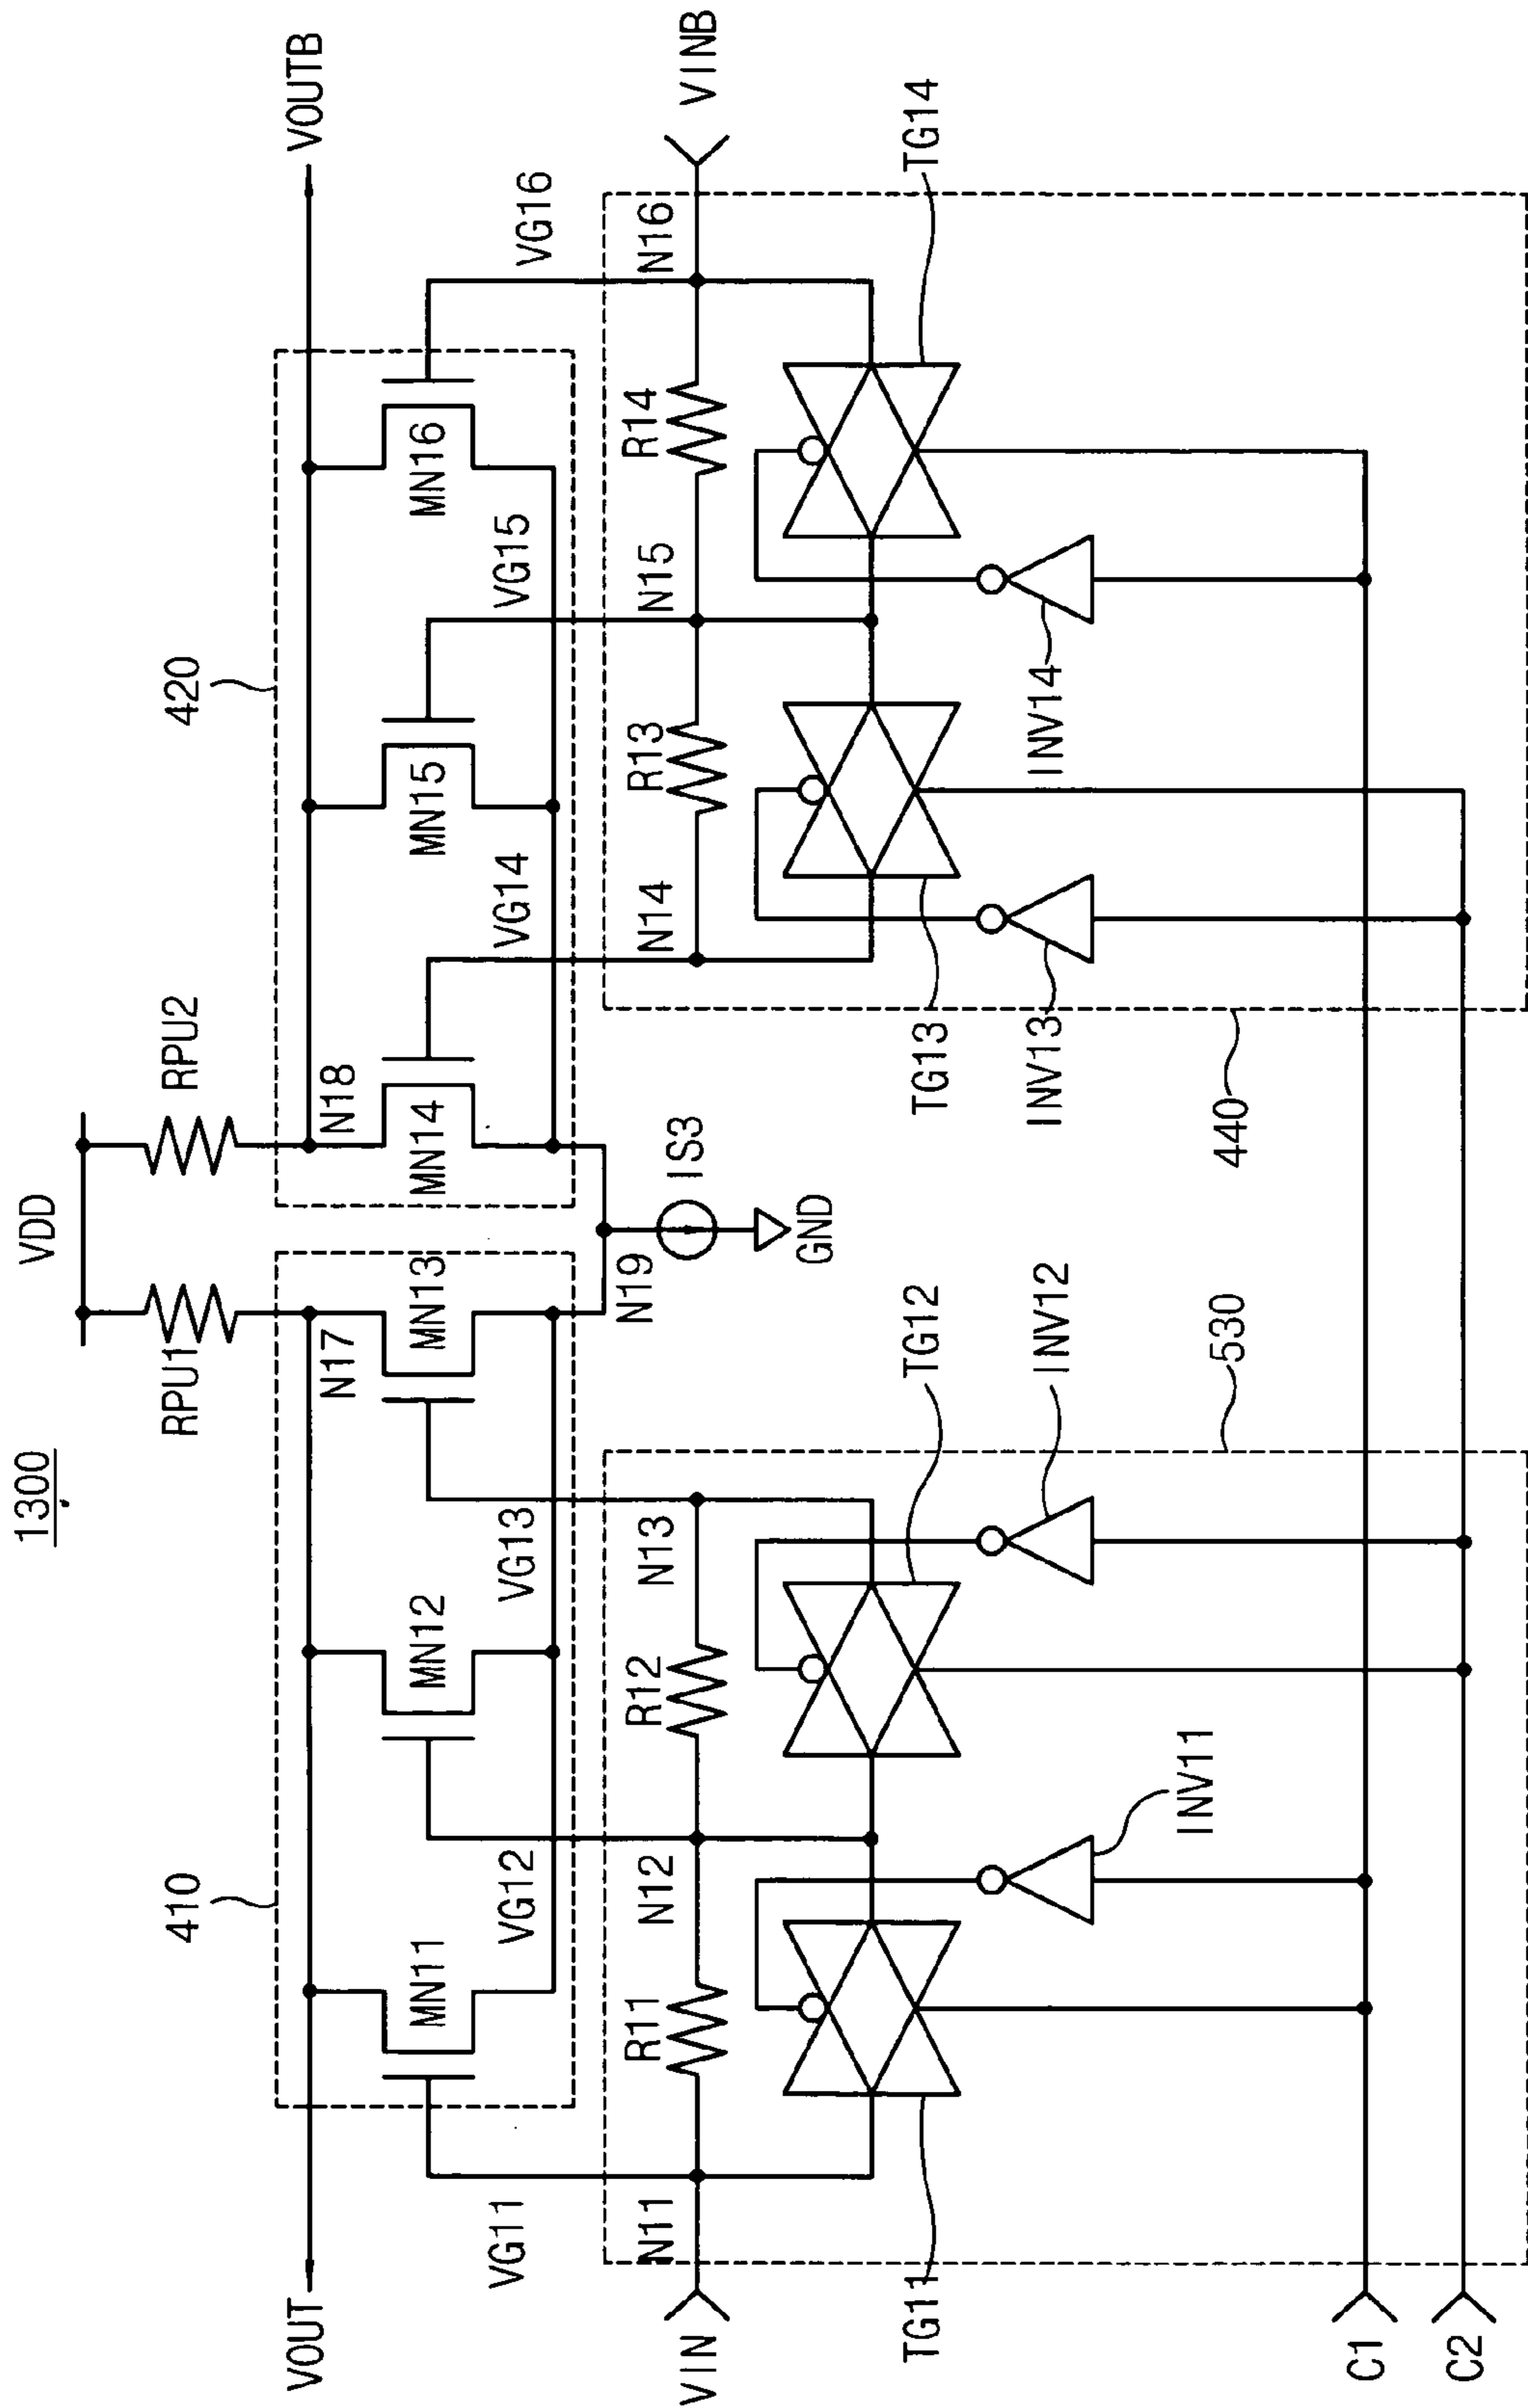 1300
VDD
RPU1
RPU2
410
420
VOUT
VOUTB
N17
N18
MN11
MN12
MN13
MN14
MN15
MN16
VG11
VG12
VG13
VG14
VG15
VG16
N19
IS3
GND
VIN
VINB
N11
R11
N12
R12
N13
N14
R13
N15
R14
N16
TG11
TG12
TG13
TG14
INV11
INV12
INV13
INV14
530
440
C1
C2